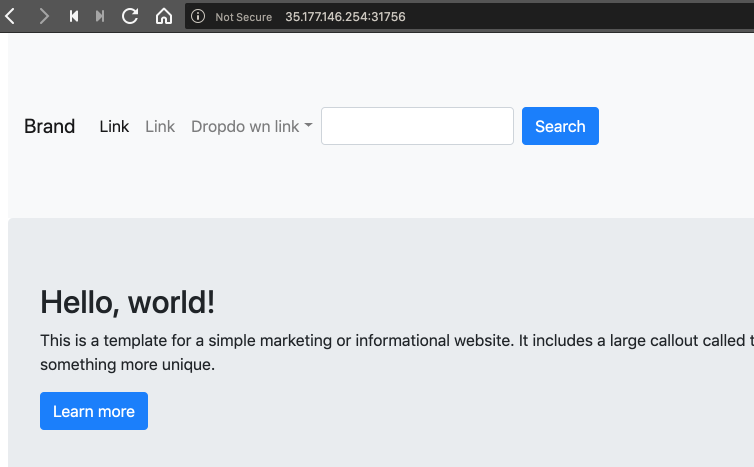 Not Secure 35.177.146.254:31756
Brand Link Link Dropdo wn link Search
Hello, world!
This is a template for a simple marketing or informational website. It includes a large callout called
something more unique.
Learn more